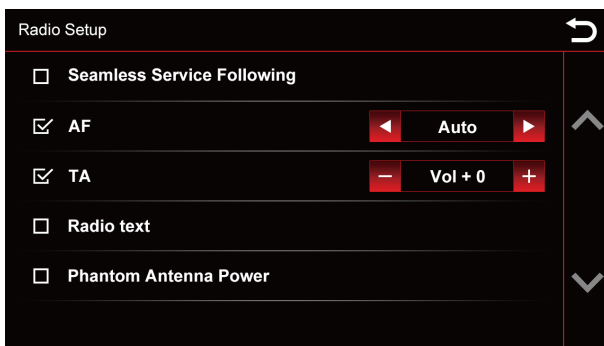 Radio Setup
Seamless Service Following
AF
Auto
TA
Vol + 0
Radio text
Phantom Antenna Power